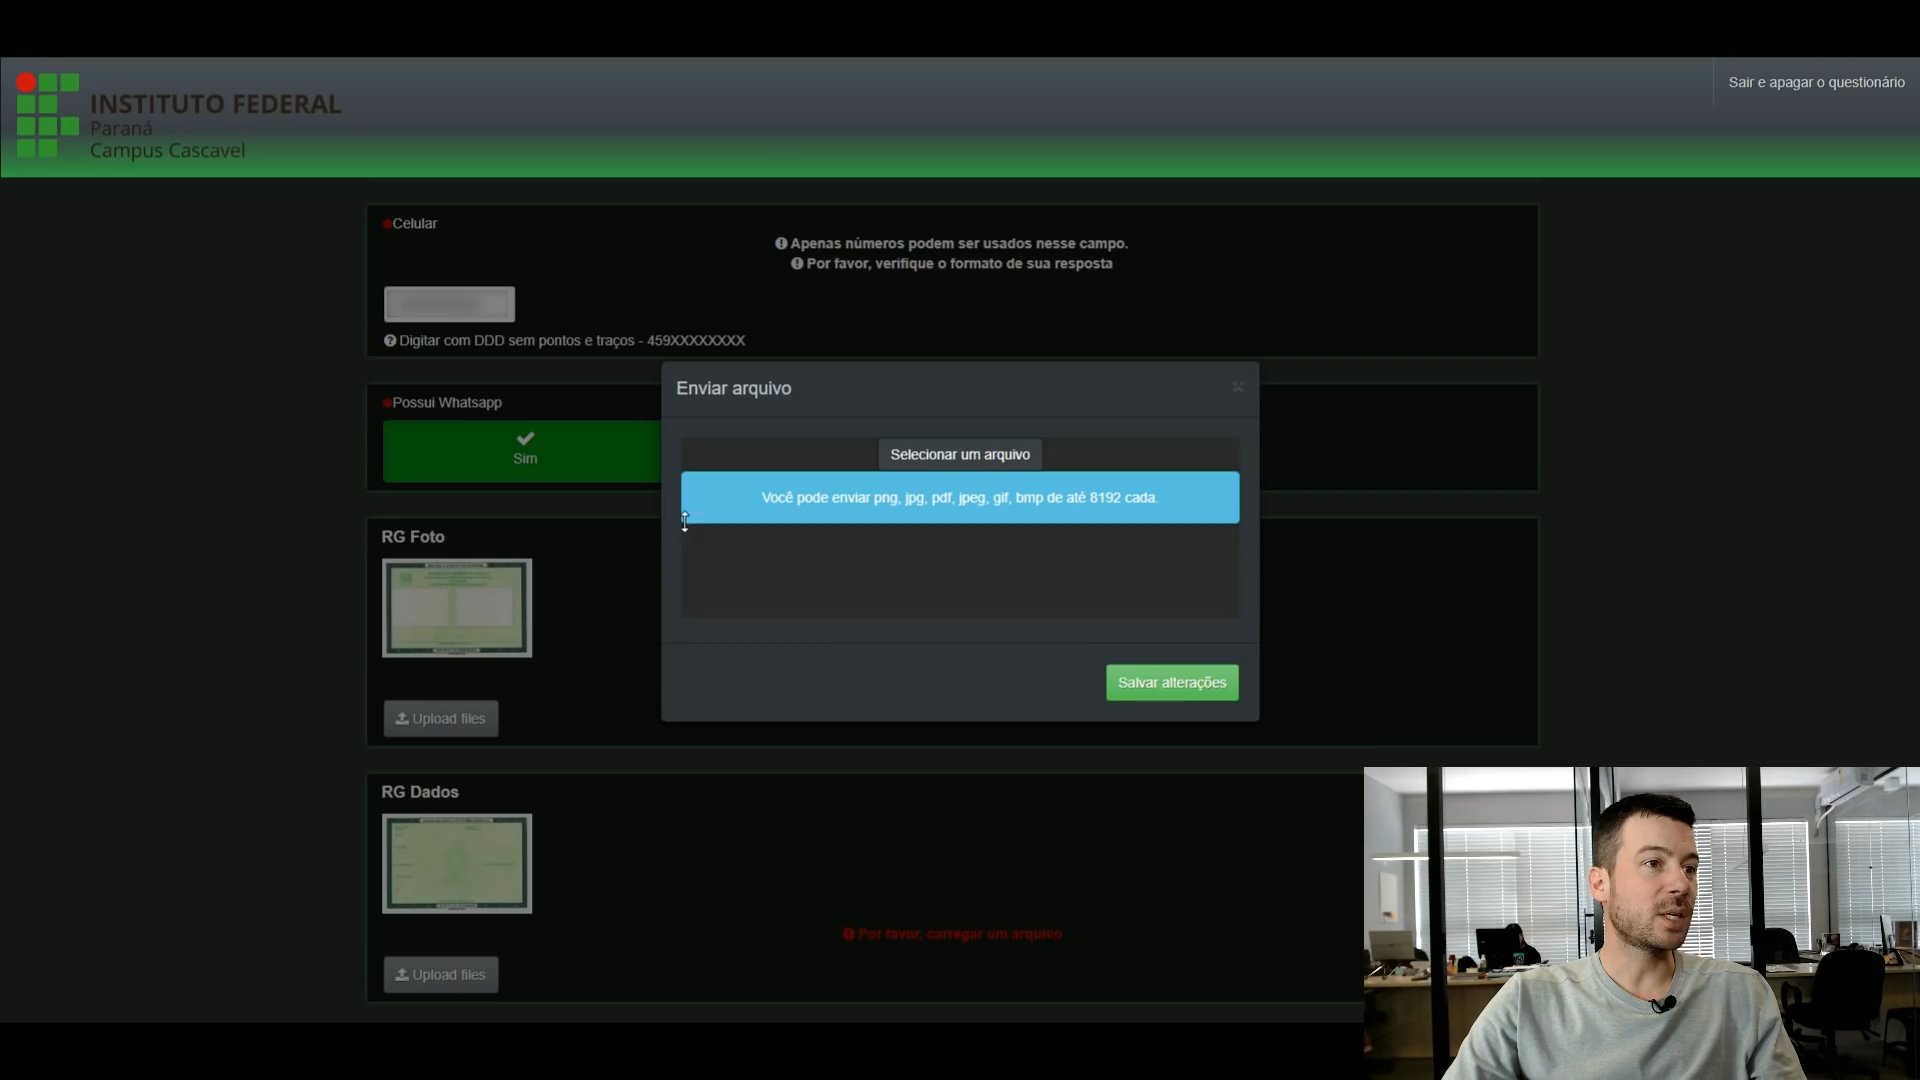 Sair e apagar o questionário
INSTITUTO FEDERAL
Paraná
Campus Cascavel
*Celular
Apenas números podem ser usados nesse campo.
Por favor, verifique o formato de sua resposta
Digitar com DDD sem pontos e traços - 459XXXXXXXX
Enviar arquivo
*Possui Whatsapp
Sim
Selecionar um arquivo
Você pode enviar png, jpg, pdf, jpeg, gif, bmp de até 8192 cada.
RG Foto
Salvar alterações
Upload files
RG Dados
Por favor, carregar um arquivo
Upload files